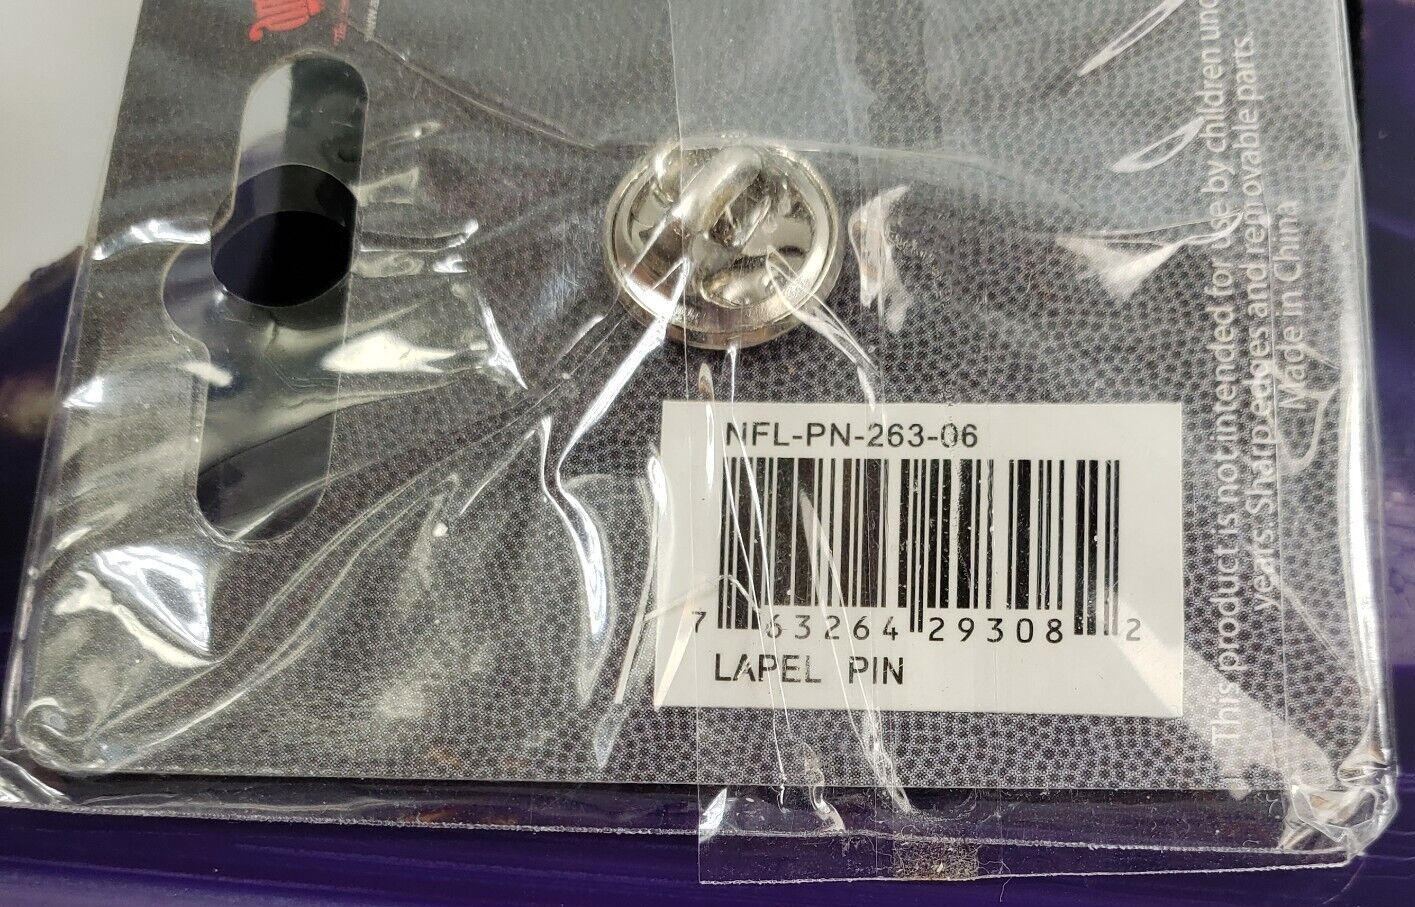 NFL-PN-263-06
7 63264 29308 2
LAPEL PIN
This product is not intended for use by children
years. Sharp edges and removable parts.
Made in China